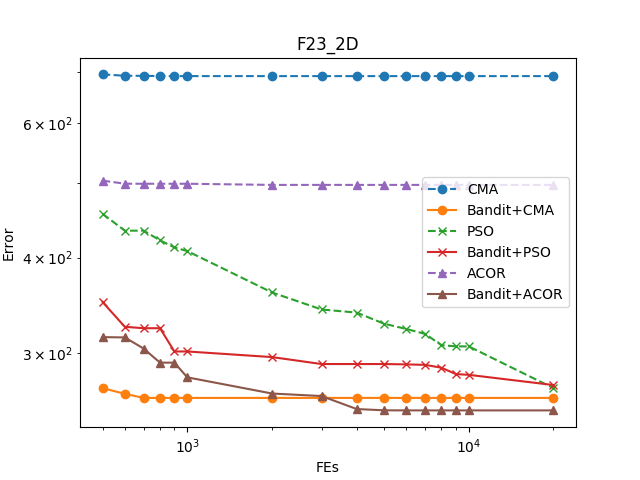 F23_2D
Error
6 × 10²
4 × 10²
3 × 10²
CMA
Bandit+CMA
PSO
Bandit+PSO
ACOR
Bandit+ACOR
10³
10⁴
FEs